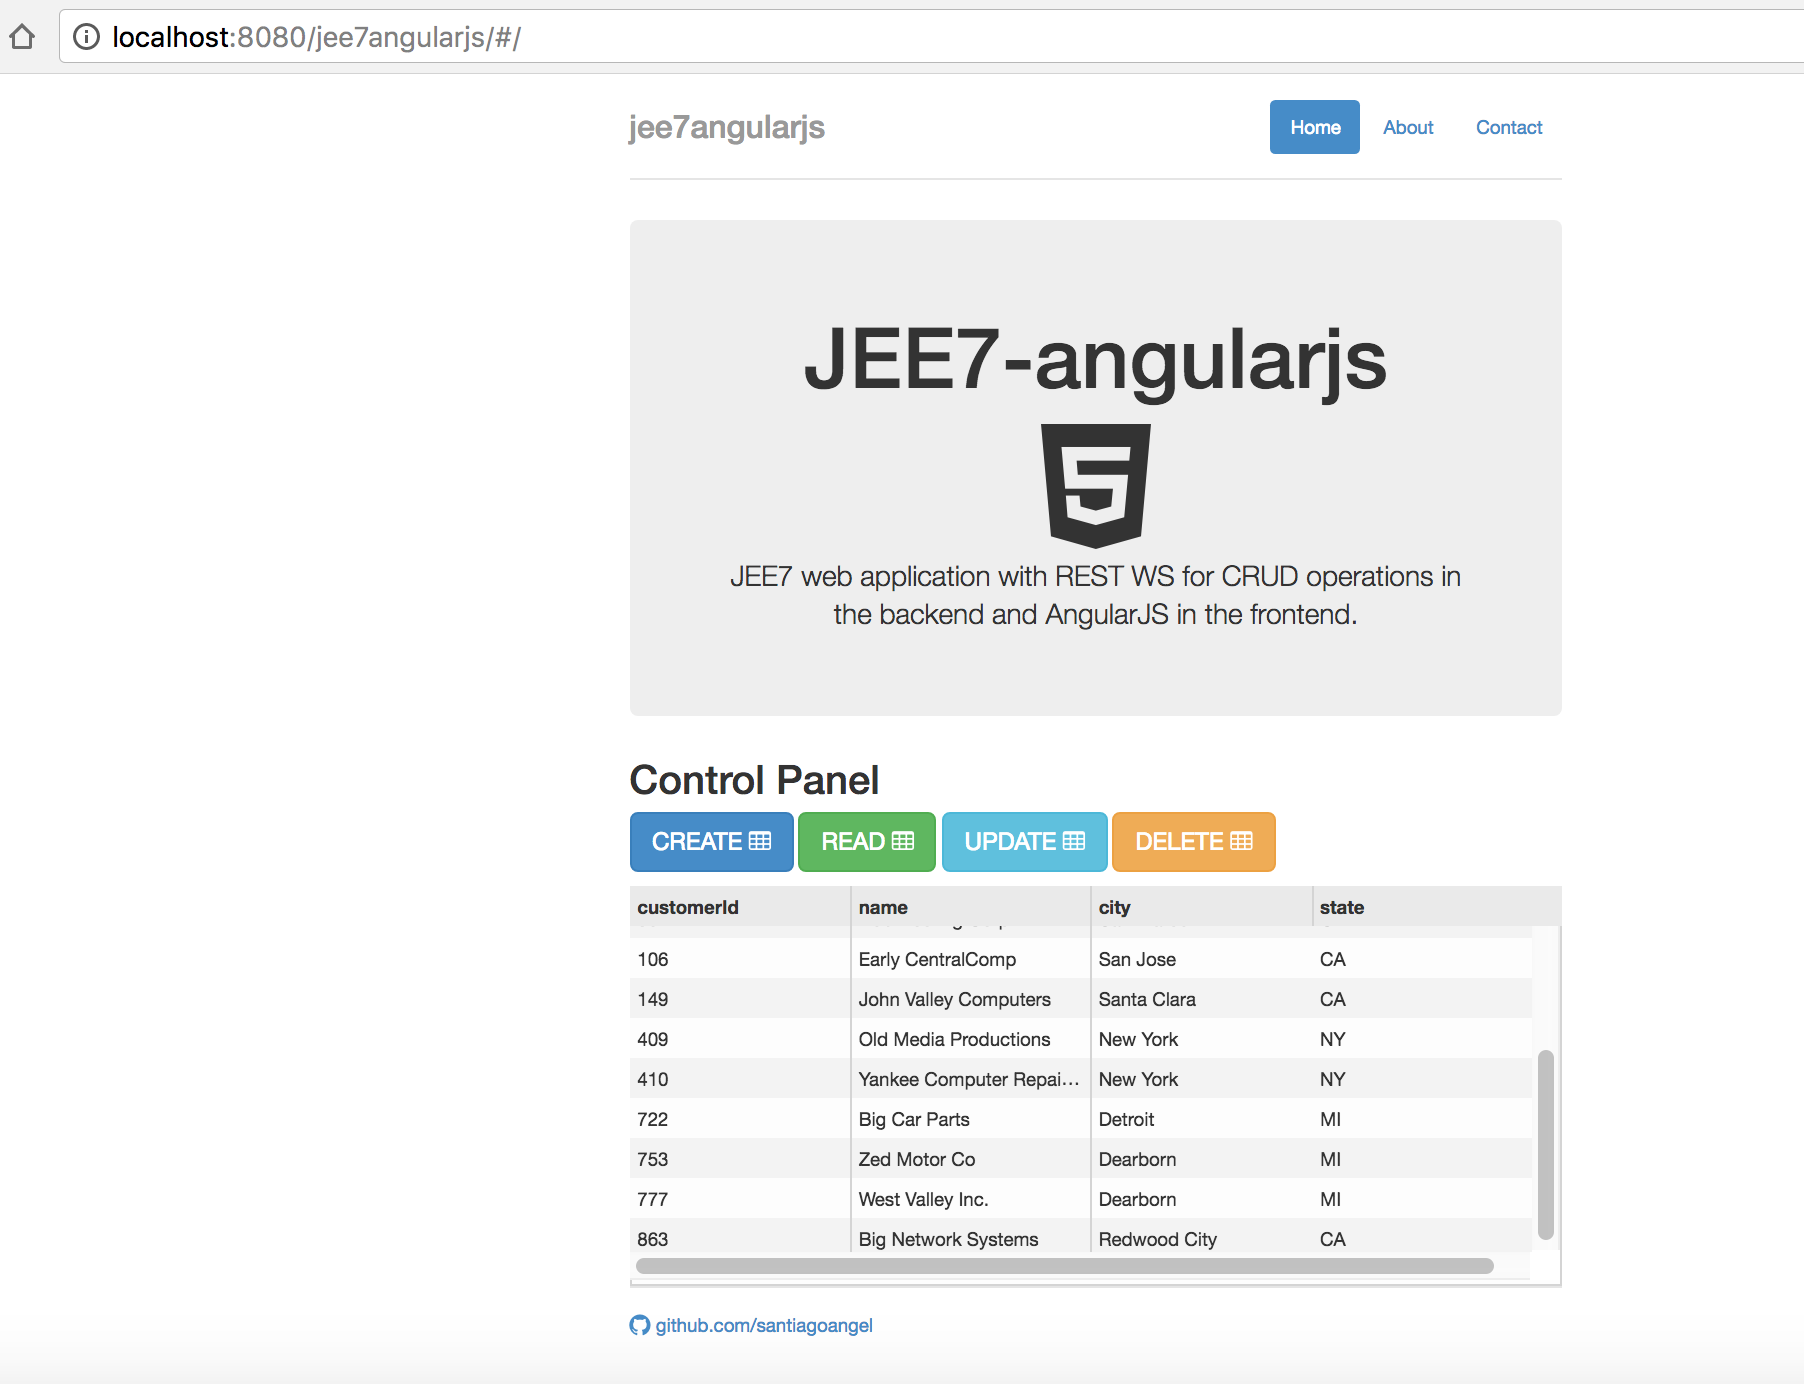 localhost:8080/jee7angularjs/#/
jee7angularjs Home About Contact
JEE7-angularjs
JEE7 web application with REST WS for CRUD operations in
the backend and AngularJS in the frontend.
Control Panel
CREATE READ UPDATE DELETE
customerId name city state
106 Early CentralComp San Jose CA
149 John Valley Computers Santa Clara CA
409 Old Media Productions New York NY
410 Yankee Computer Repai... New York NY
722 Big Car Parts Detroit MI
753 Zed Motor Co Dearborn MI
777 West Valley Inc. Dearborn MI
863 Big Network Systems Redwood City CA
github.com/santiagoangel